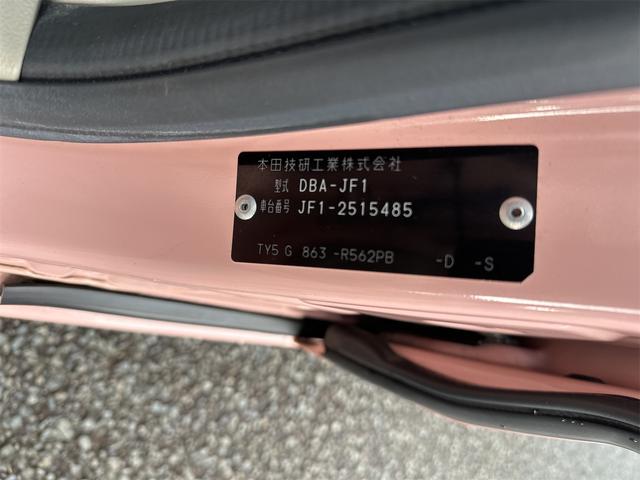 本田技研工業株式会社
型式 DBA-JF1
車台番号 JF1-2515485
TY5 G 863 -R562PB -D -S